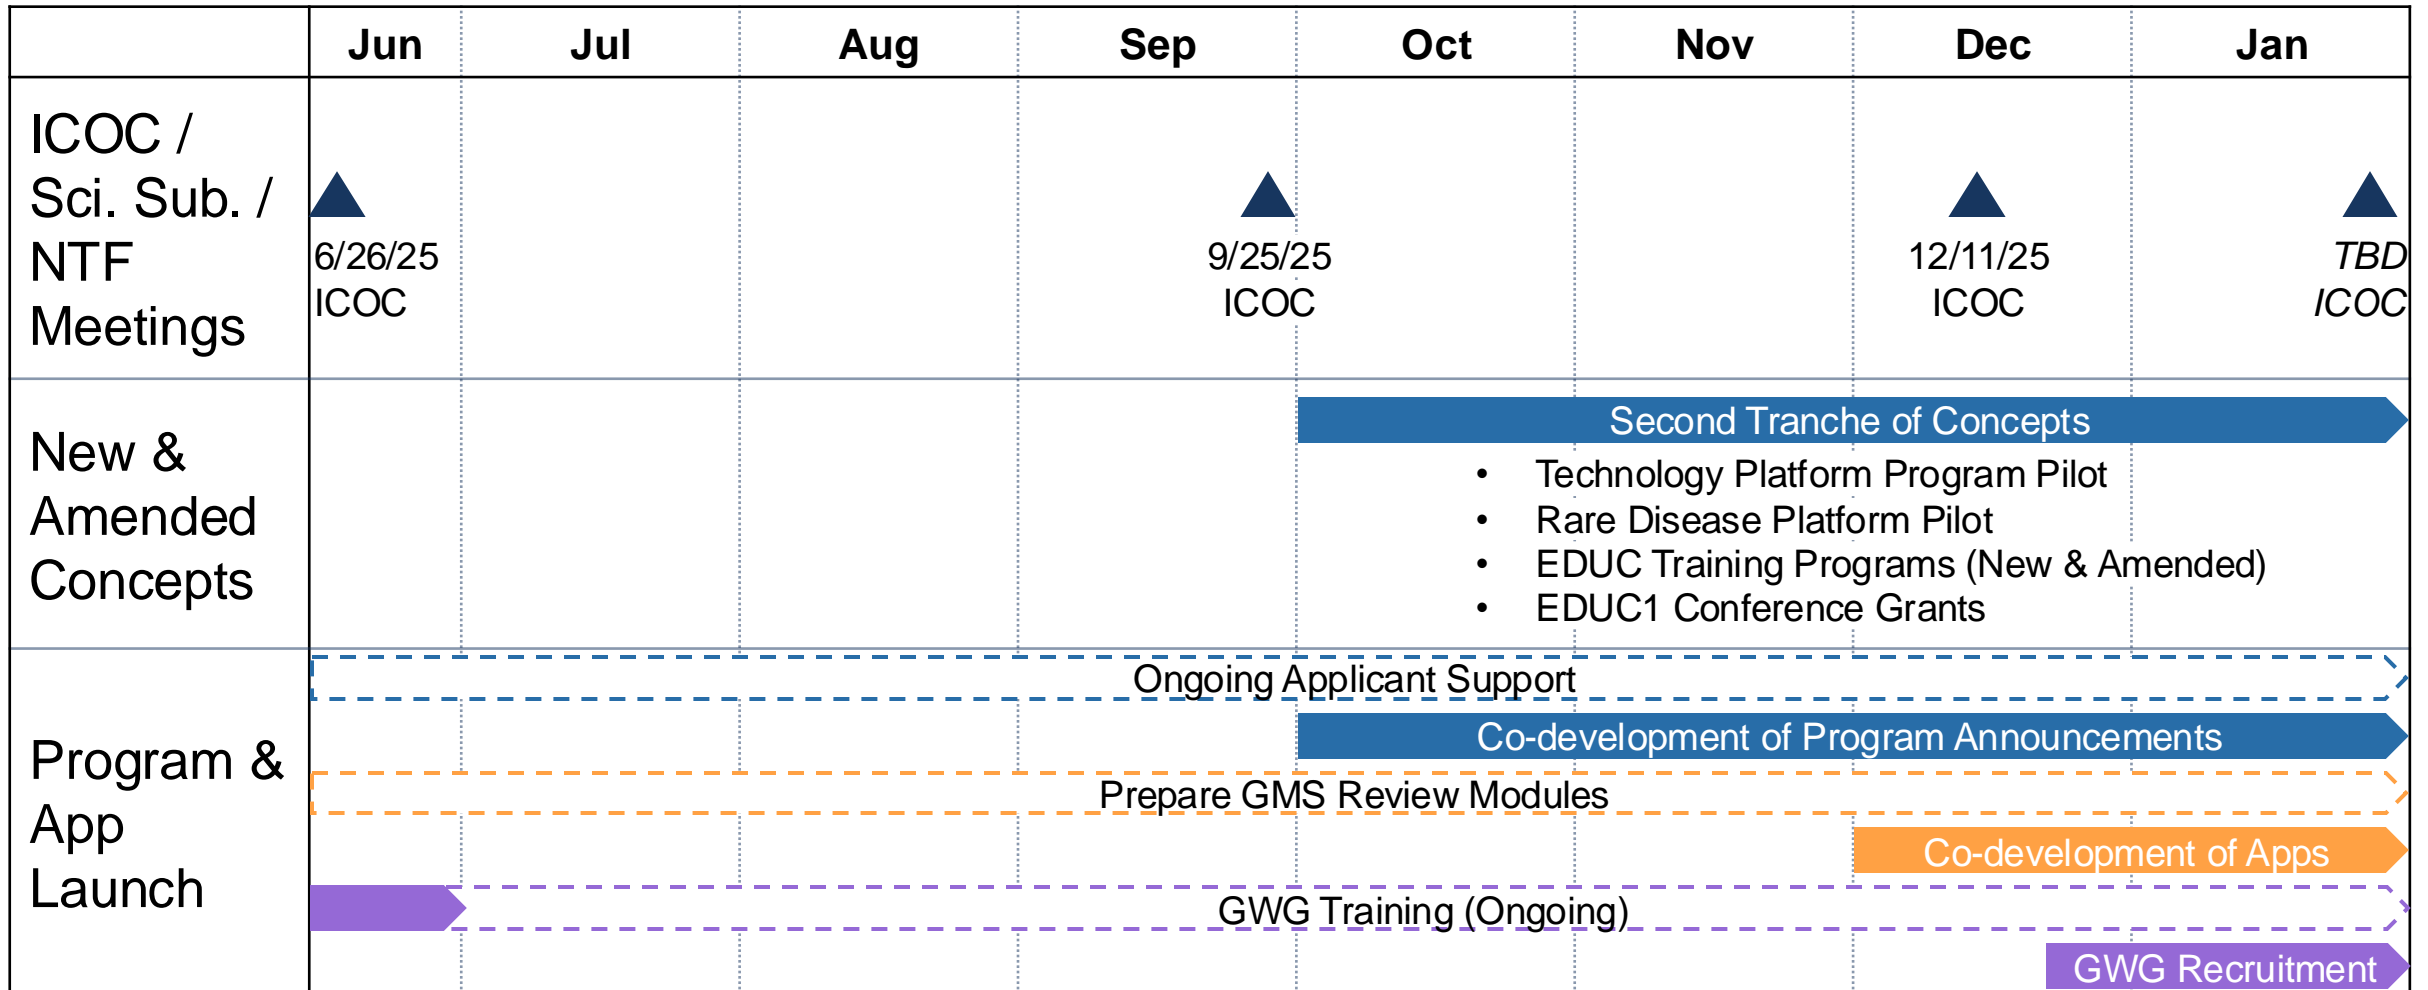 Jun Jul Aug Sep Oct Nov Dec Jan
ICOC /
Sci. Sub. /
NTF
Meetings
6/26/25
ICOC
9/25/25
ICOC
12/11/25
ICOC
TBD
ICOC
New &
Amended
Concepts
Second Tranche of Concepts
• Technology Platform Program Pilot
• Rare Disease Platform Pilot
• EDUC Training Programs (New & Amended)
• EDUC1 Conference Grants
Program &
App
Launch
Ongoing Applicant Support
Co-development of Program Announcements
Prepare GMS Review Modules
Co-development of Apps
GWG Training (Ongoing)
GWG Recruitment